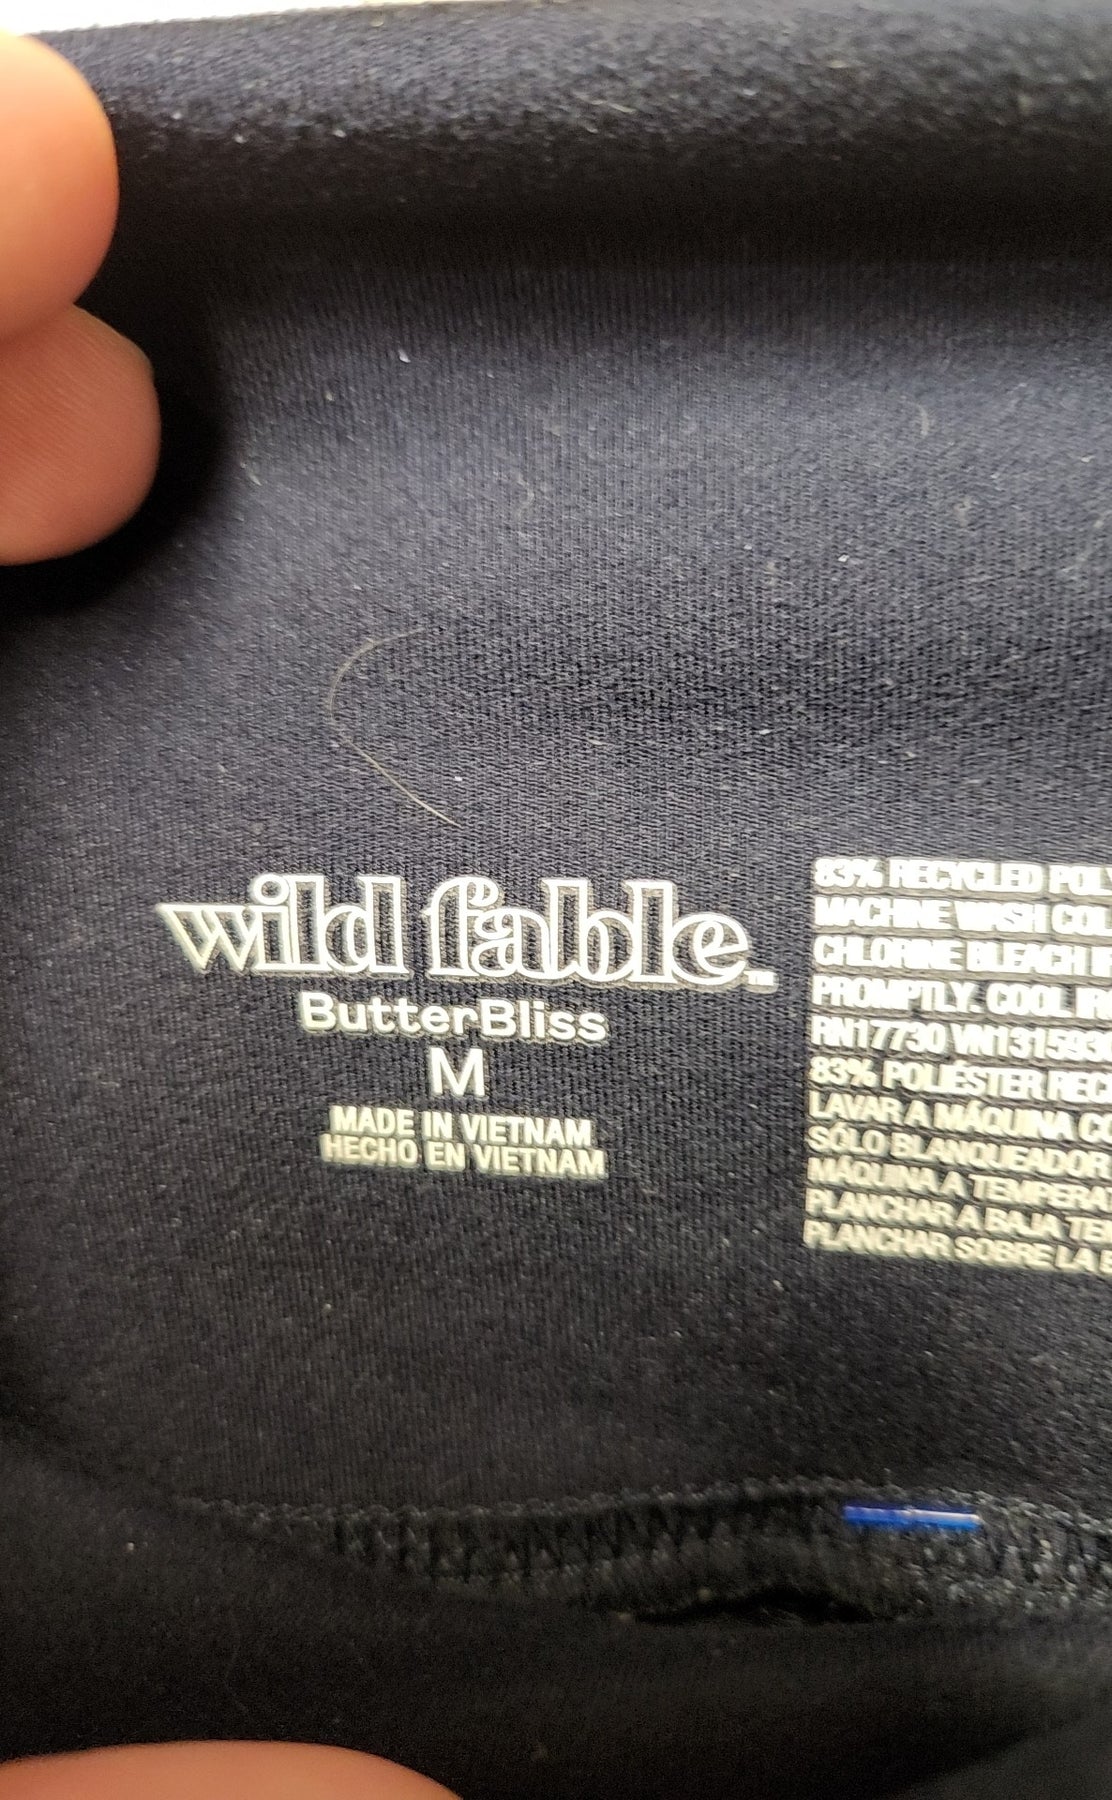 wild fable™
ButterBliss
M
MADE IN VIETNAM
HECHO EN VIETNAM
83% RECYCLED
MACHINE WASH
CHLORINE BLEACH
PROMPTLY. COOL
RN17730
83% POLIÉSTER
LAVAR A MÁQUINA
SÓLO BLANQUEADOR
MÁQUINA A
PLANCHAR A BAJA
PLANCHAR SOBRE LA